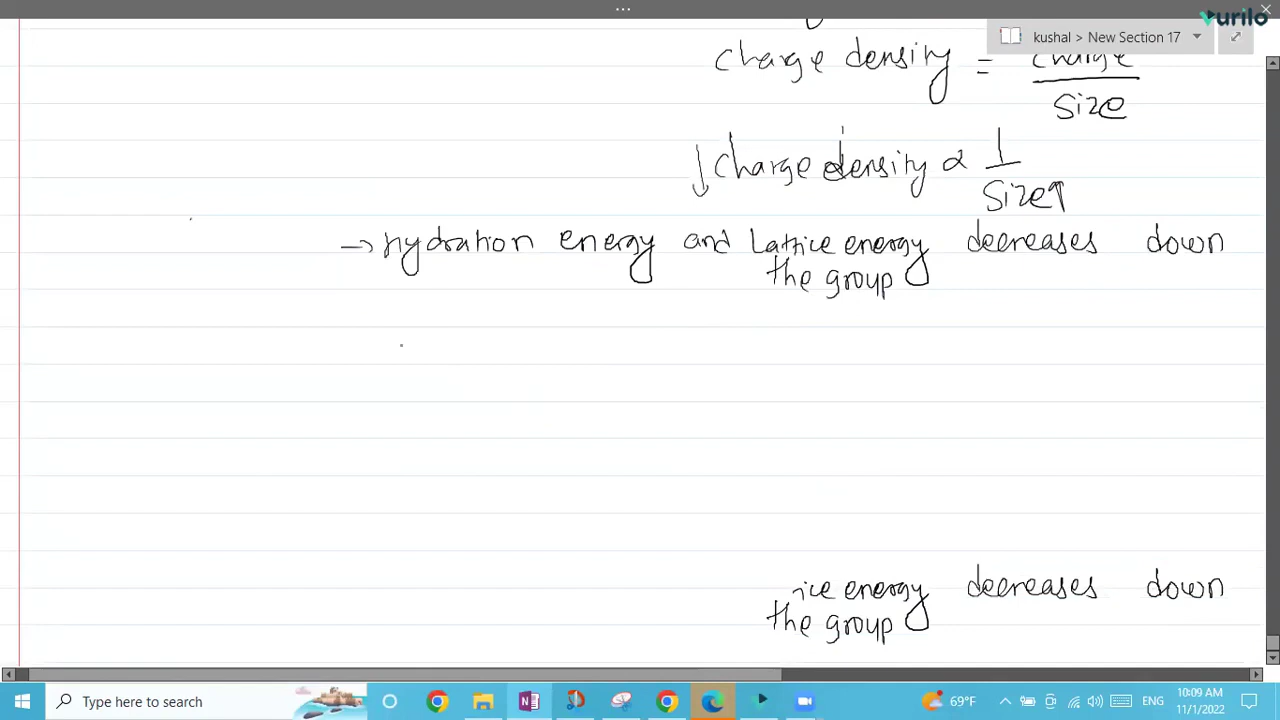 ...
vurilo
kushal > New Section 17
charge density = charge
size
↓ charge density ∝ 1
size↑
→ Hydration energy and Lattice energy decreases down
the group
ice energy decreases down
the group
Type here to search
69°F
ENG
10:09 AM
11/1/2022